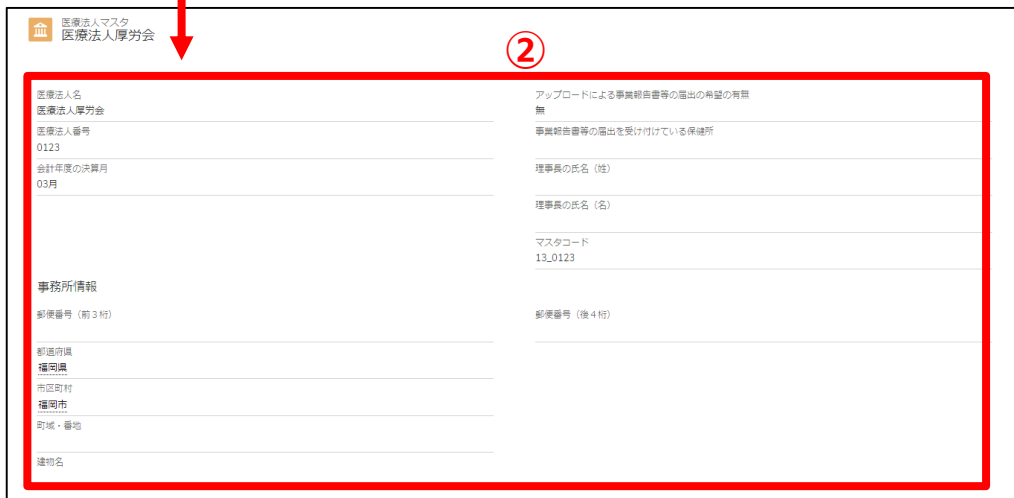 医療法人マスタ
医療法人厚労会
②
医療法人名
医療法人厚労会
医療法人番号
0123
会計年度の決算月
03月
アップロードによる事業報告書等の届出の希望の有無
無
事業報告書等の届出を受け付けている保健所
理事長の氏名（姓）
理事長の氏名（名）
マスタコード
13_0123
事務所情報
郵便番号（前３桁）
郵便番号（後４桁）
都道府県
福岡県
市区町村
福岡市
町域・番地
建物名